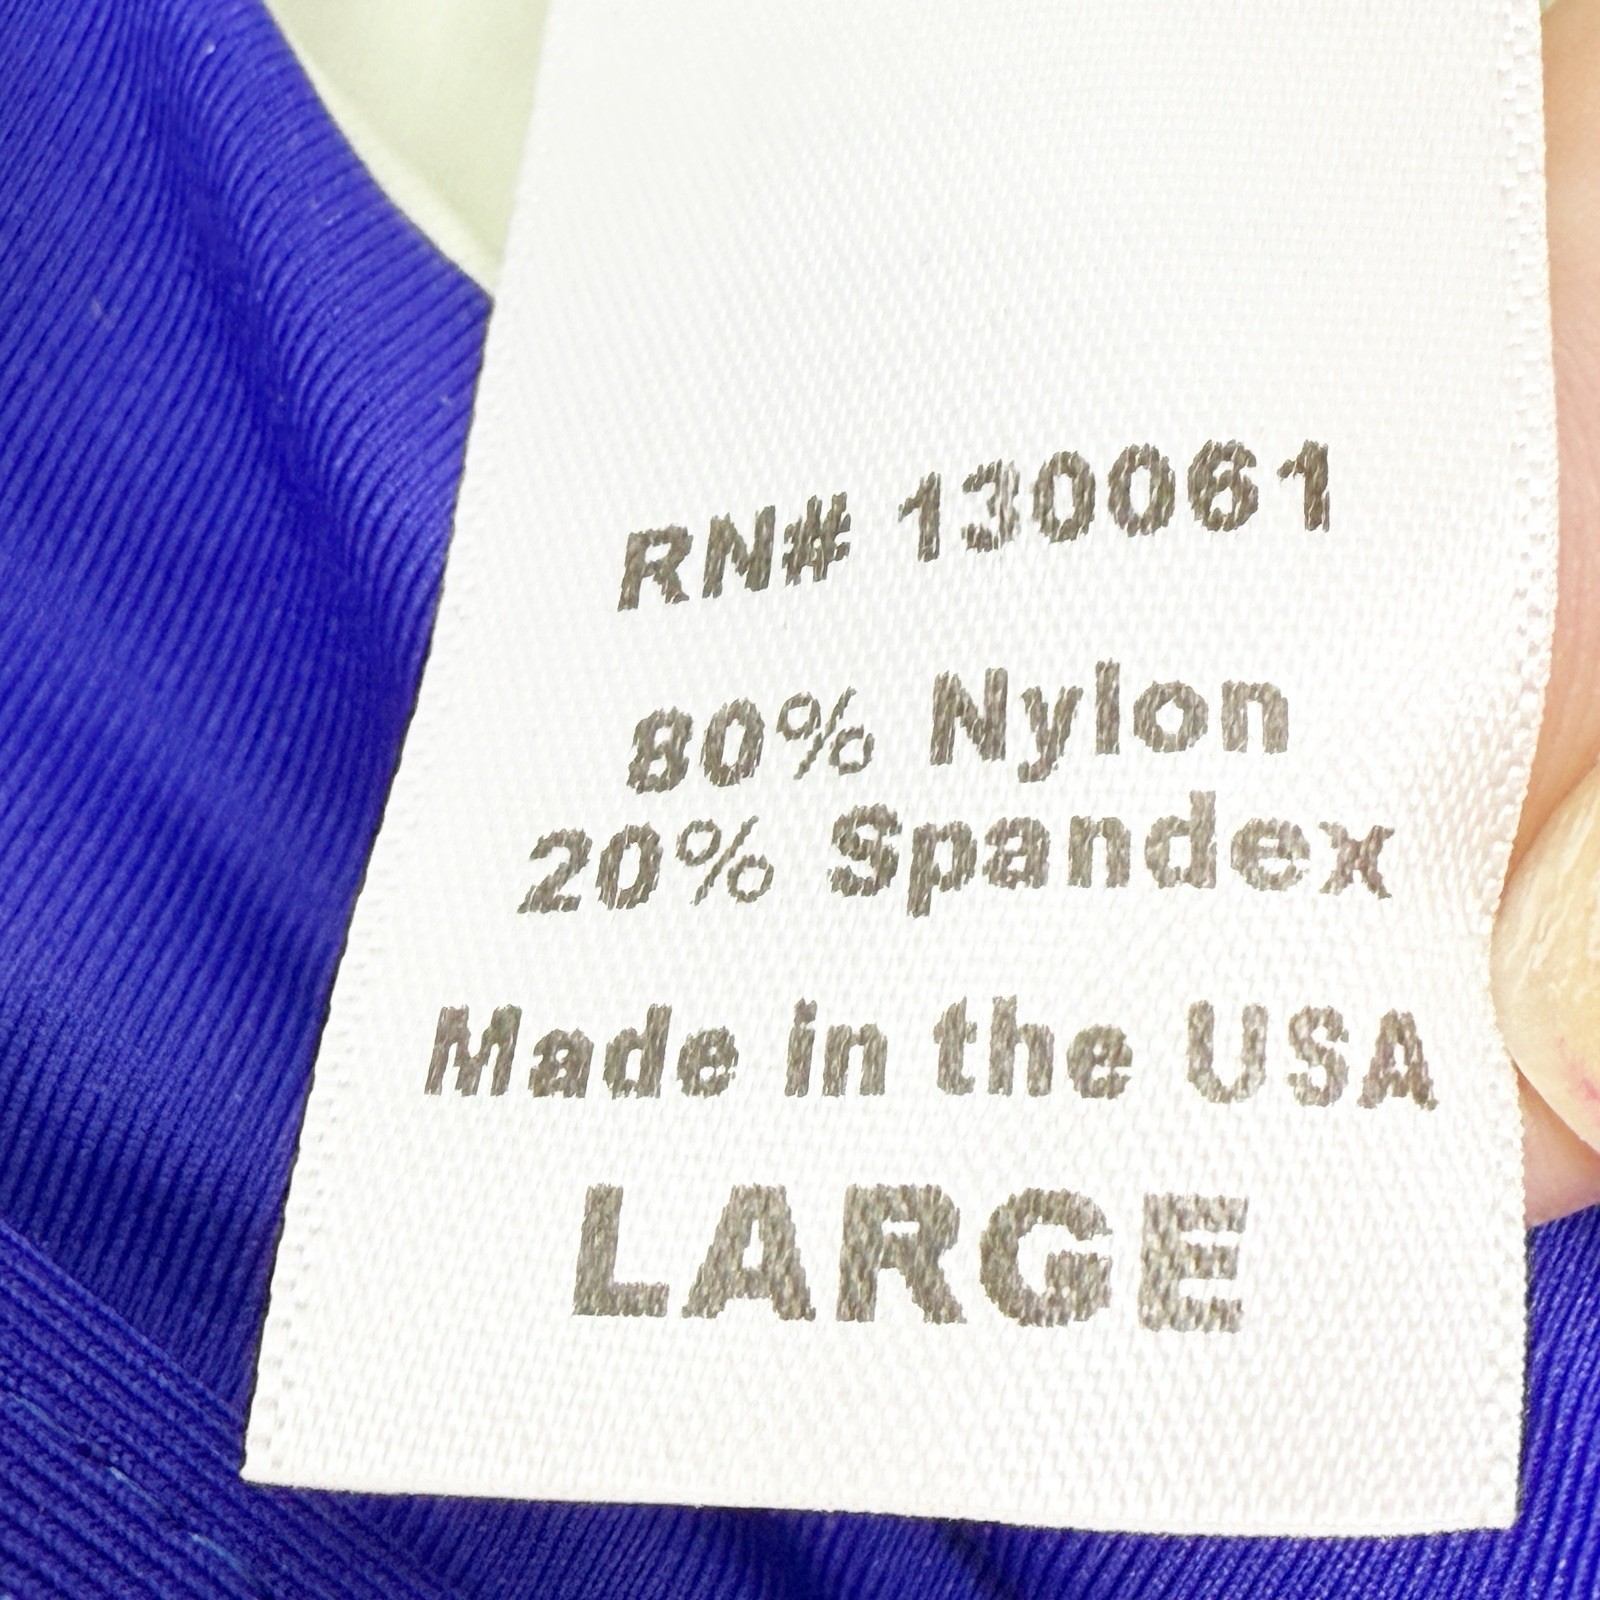 RN# 130061
80% Nylon
20% Spandex
Made in the USA
LARGE